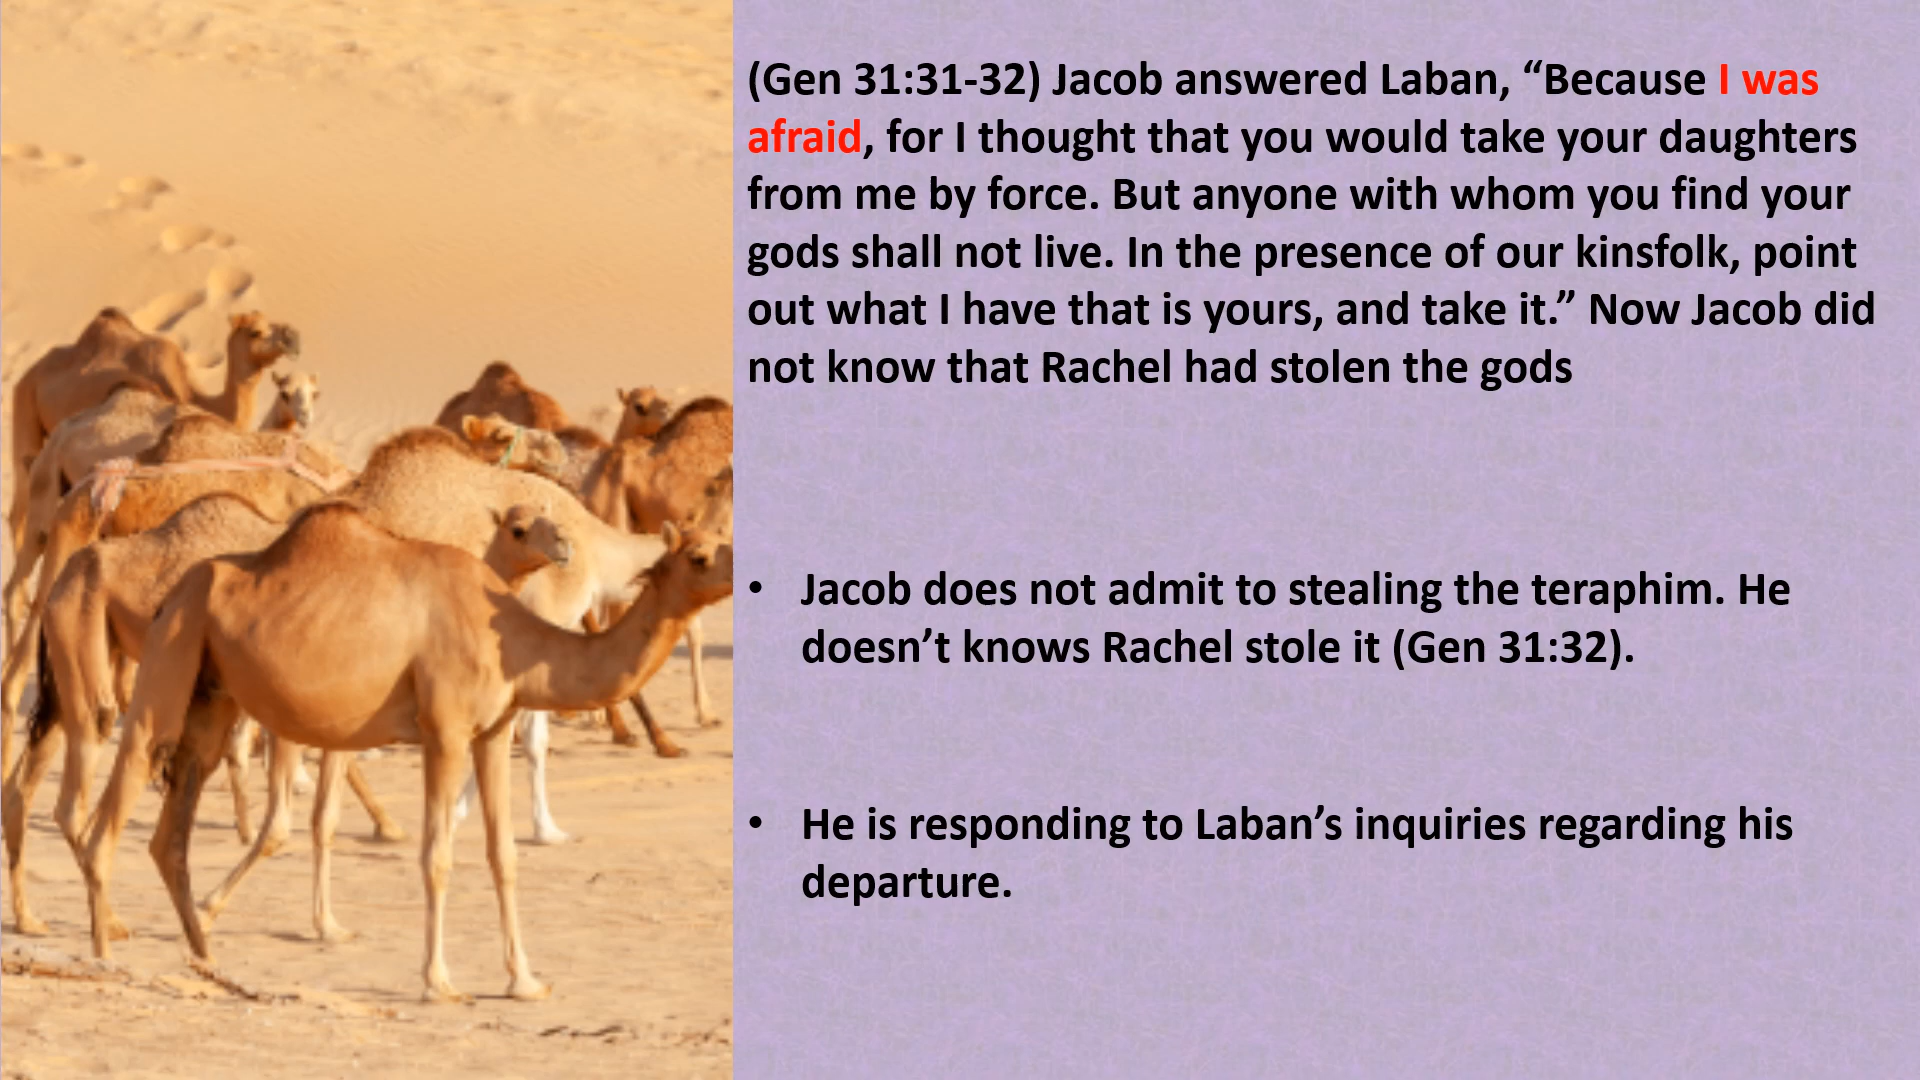 (Gen 31:31-32) Jacob answered Laban, “Because I was
afraid, for I thought that you would take your daughters
from me by force. But anyone with whom you find your
gods shall not live. In the presence of our kinsfolk, point
out what I have that is yours, and take it.” Now Jacob did
not know that Rachel had stolen the gods
• Jacob does not admit to stealing the teraphim. He
doesn’t knows Rachel stole it (Gen 31:32).
• He is responding to Laban’s inquiries regarding his
departure.